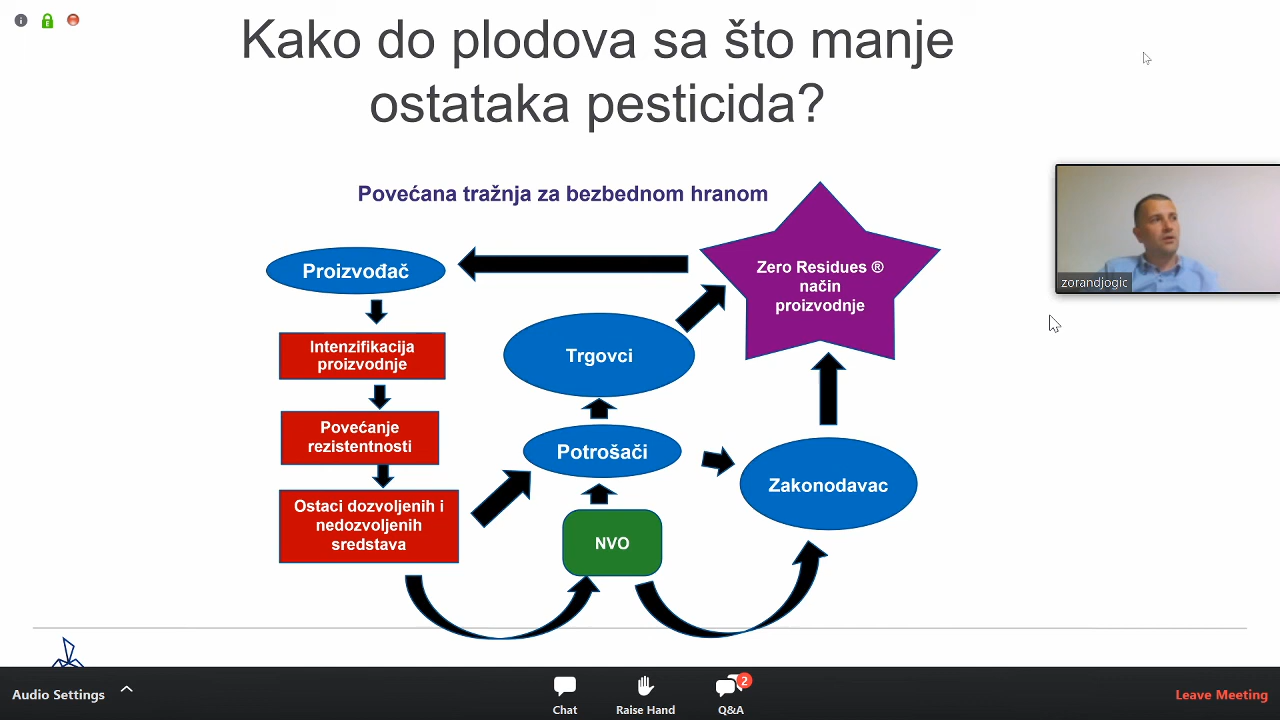 Kako do plodova sa što manje
ostataka pesticida?
Povećana tražnja za bezbednom hranom
Proizvođač
Zero Residues ®
način
proizvodnje
Intenzifikacija
proizvodnje
Trgovci
Povećanje
rezistentnosti
Potrošači
Zakonodavac
Ostaci dozvoljenih i
nedozvoljenih
sredstava
NVO
zorandjogic
E
Audio Settings
Chat
Raise Hand
2
Q&A
Leave Meeting